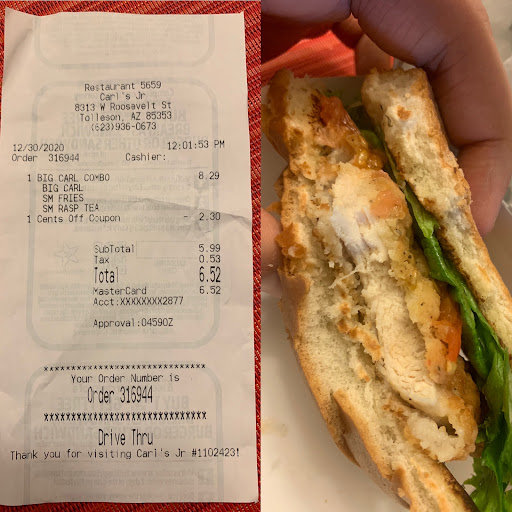 Restaurant 5659
Carl's Jr
8313 W Roosevelt St
Tolleson, AZ 85353
(623)936-0673
12/30/2020 12:01:53 PM
Order 316944 Cashier:
1 BIG CARL COMBO 8.29
BIG CARL
SM FRIES
SM RASP TEA
1 Cents Off Coupon - 2.30
SubTotal 5.99
Tax 0.53
Total 6.52
MasterCard 6.52
Acct:XXXXXXXX2877
Approval:04590Z
******************************
Your Order Number is
Order 316944
******************************
Drive Thru
Thank you for visiting Carl's Jr #1102423!